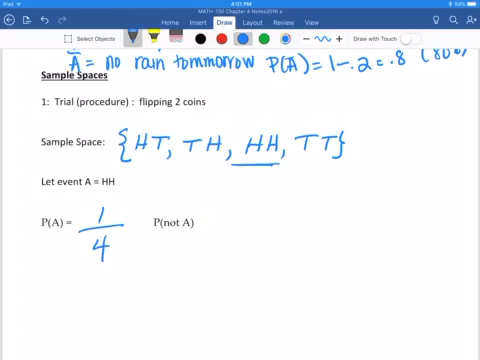 iPad
4:01 PM
94%
MATH-150 Chapter 4 Notes2016 a
Home Insert Draw Layout Review View
Select Objects
Draw with Touch
Ā = no rain tommorrow P(Ā) = 1-.2 = .8 (80%)
Sample Spaces
1: Trial (procedure) : flipping 2 coins
Sample Space: {HT, TH, HH, TT}
Let event A = HH
P(A) = 1/4 P(not A)